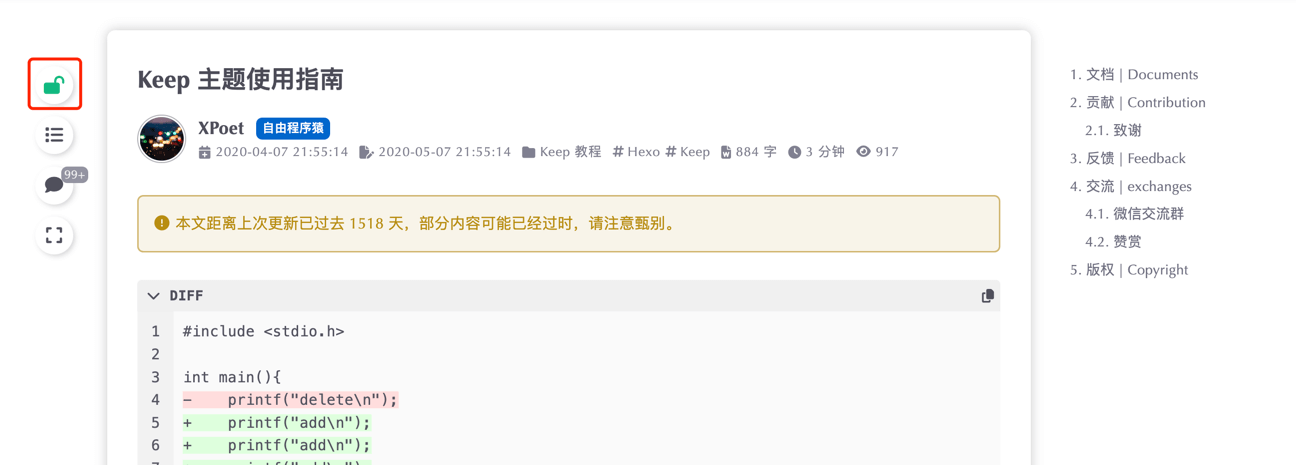 Keep 主题使用指南
XPoet 自由程序猿
2020-04-07 21:55:14 2020-05-07 21:55:14 Keep 教程 # Hexo # Keep 884 字 3 分钟 917
99+
本文距离上次更新已过去 1518 天，部分内容可能已经过时，请注意甄别。
DIFF
1 #include <stdio.h>
2
3 int main(){
4 -    printf("delete\n");
5 +    printf("add\n");
6 +    printf("add\n");
1. 文档 | Documents
2. 贡献 | Contribution
2.1. 致谢
3. 反馈 | Feedback
4. 交流 | exchanges
4.1. 微信交流群
4.2. 赞赏
5. 版权 | Copyright